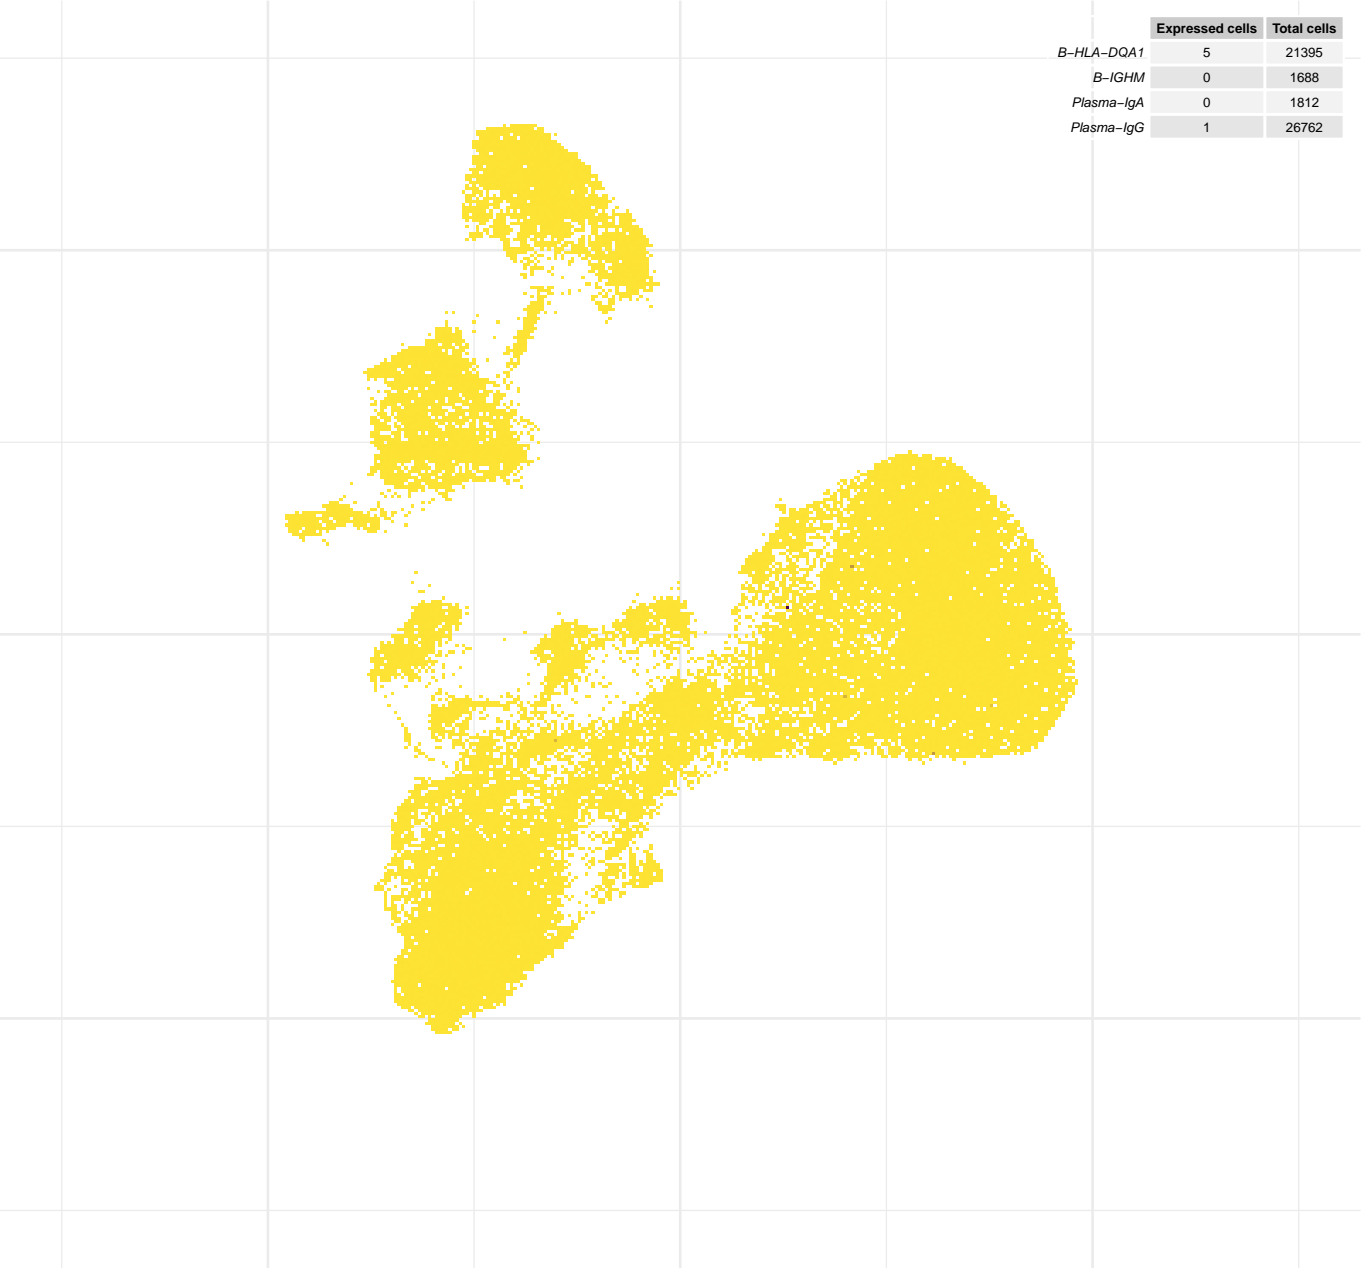 Expressed cells Total cells
B−HLA−DQA1 5 21395
B−IGHM 0 1688
Plasma−IgA 0 1812
Plasma−IgG 1 26762